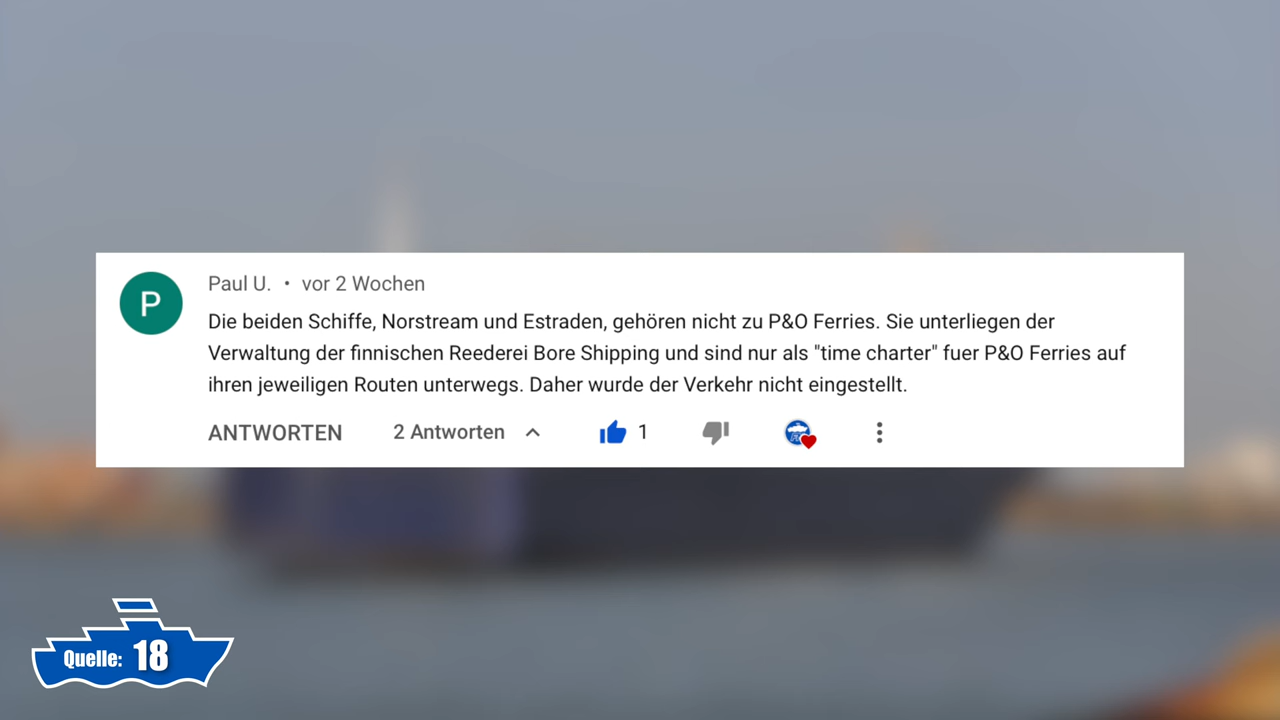 Paul U. • vor 2 Wochen
Die beiden Schiffe, Norstream und Estraden, gehören nicht zu P&O Ferries. Sie unterliegen der
Verwaltung der finnischen Reederei Bore Shipping und sind nur als "time charter" fuer P&O Ferries auf
ihren jeweiligen Routen unterwegs. Daher wurde der Verkehr nicht eingestellt.
ANTWORTEN 2 Antworten 1
Quelle: 18